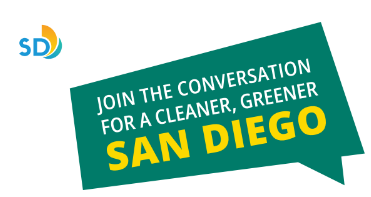 SD
JOIN THE CONVERSATION
FOR A CLEANER, GREENER
SAN DIEGO